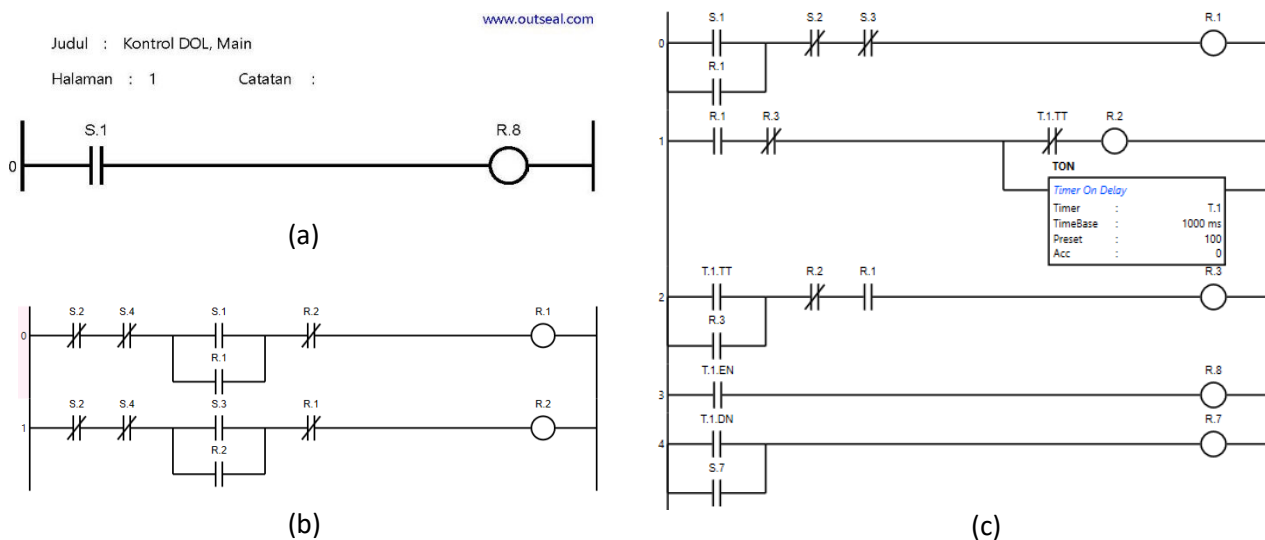 www.outseal.com
Judul : Kontrol DOL, Main
Halaman : 1 Catatan :
S.1 R.8
0
(a)
S.2 S.4 S.1 R.2 R.1
0
R.1
S.2 S.4 S.3 R.1 R.2
1
R.2
(b)
S.1 S.2 S.3 R.1
0
R.1
R.1 R.3 T.1.TT R.2
1
TON
Timer On Delay
Timer : T.1
TimeBase : 1000 ms
Preset : 100
Acc : 0
T.1.TT R.2 R.1 R.3
2
R.3
T.1.EN R.8
3
T.1.DN R.7
4
S.7
(c)